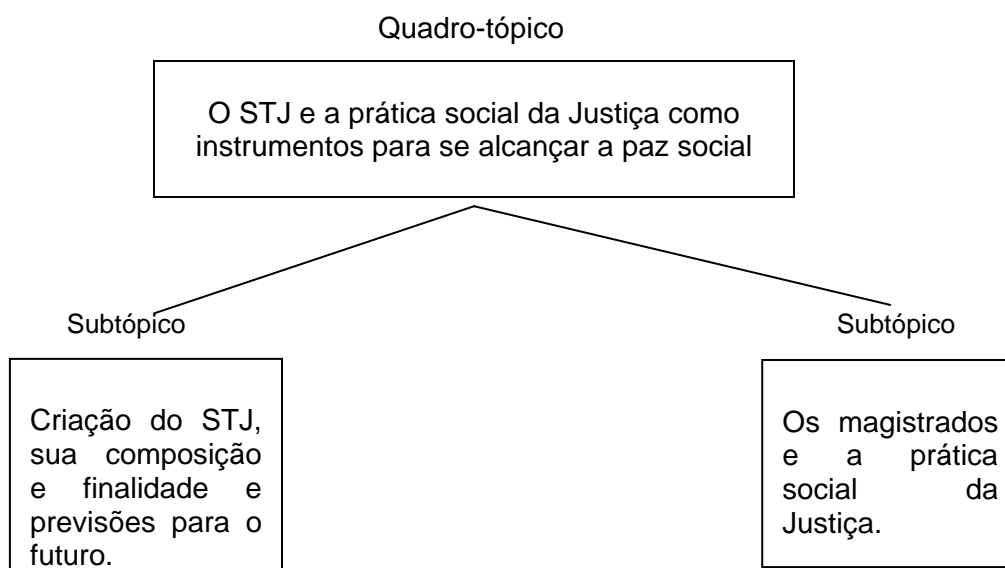 Quadro-tópico
O STJ e a prática social da Justiça como
instrumentos para se alcançar a paz social
Subtópico
Criação do STJ,
sua composição
e finalidade e
previsões para o
futuro.
Subtópico
Os magistrados
e a prática
social da
Justiça.